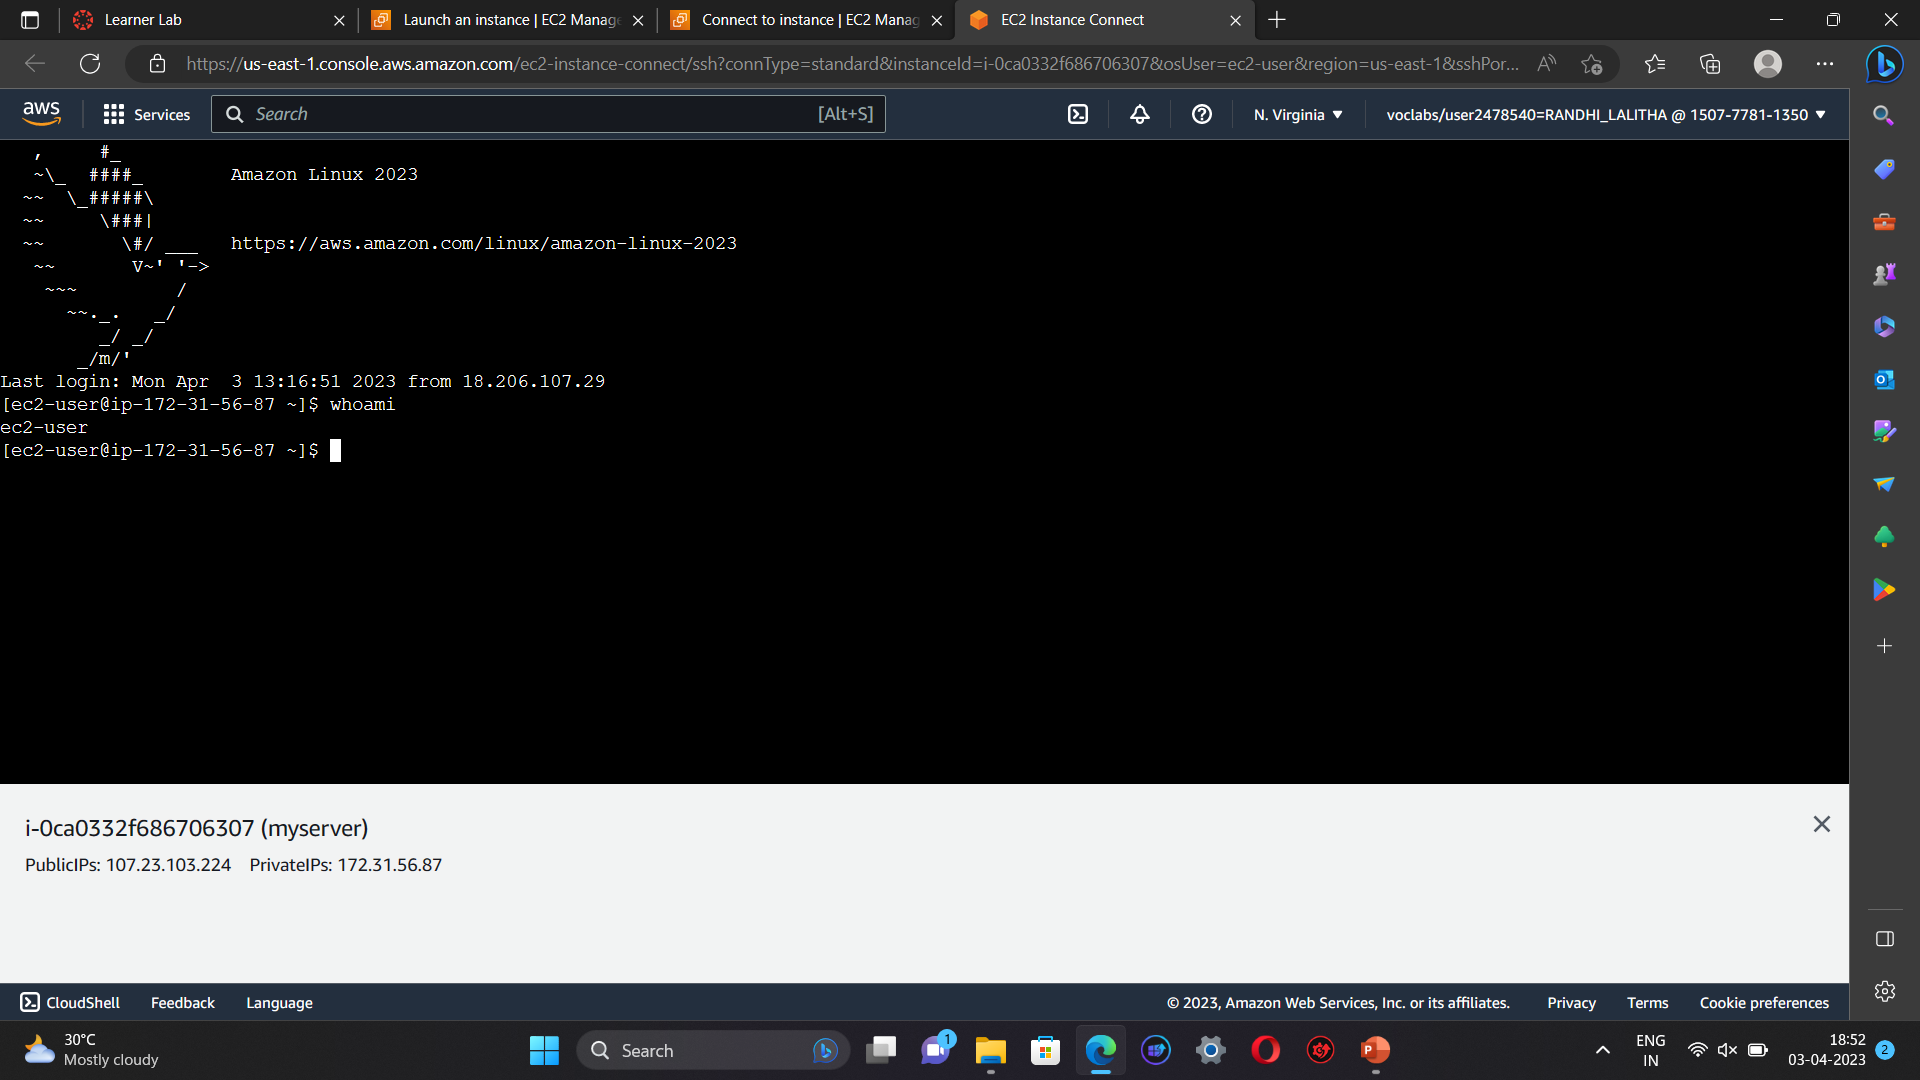 Learner Lab
Launch an instance | EC2 Manage
Connect to instance | EC2 Manag
EC2 Instance Connect
https://us-east-1.console.aws.amazon.com/ec2-instance-connect/ssh?connType=standard&instanceId=i-0ca0332f686706307&osUser=ec2-user&region=us-east-1&sshPor...
aws
Services
Search
[Alt+S]
N. Virginia
voclabs/user2478540=RANDHI_LALITHA @ 1507-7781-1350
   ,     #_
   ~\_  ####_        Amazon Linux 2023
  ~~  \_#####\
  ~~     \###|
  ~~       \#/ ___   https://aws.amazon.com/linux/amazon-linux-2023
   ~~       V~' '->
    ~~~         /
      ~~._.   _/
         _/ _/
       _/m/'
Last login: Mon Apr  3 13:16:51 2023 from 18.206.107.29
[ec2-user@ip-172-31-56-87 ~]$ whoami
ec2-user
[ec2-user@ip-172-31-56-87 ~]$
i-0ca0332f686706307 (myserver)
PublicIPs: 107.23.103.224 PrivateIPs: 172.31.56.87
CloudShell Feedback Language
© 2023, Amazon Web Services, Inc. or its affiliates. Privacy Terms Cookie preferences
30°C
Mostly cloudy
Search
1
ENG
IN
18:52
03-04-2023
2